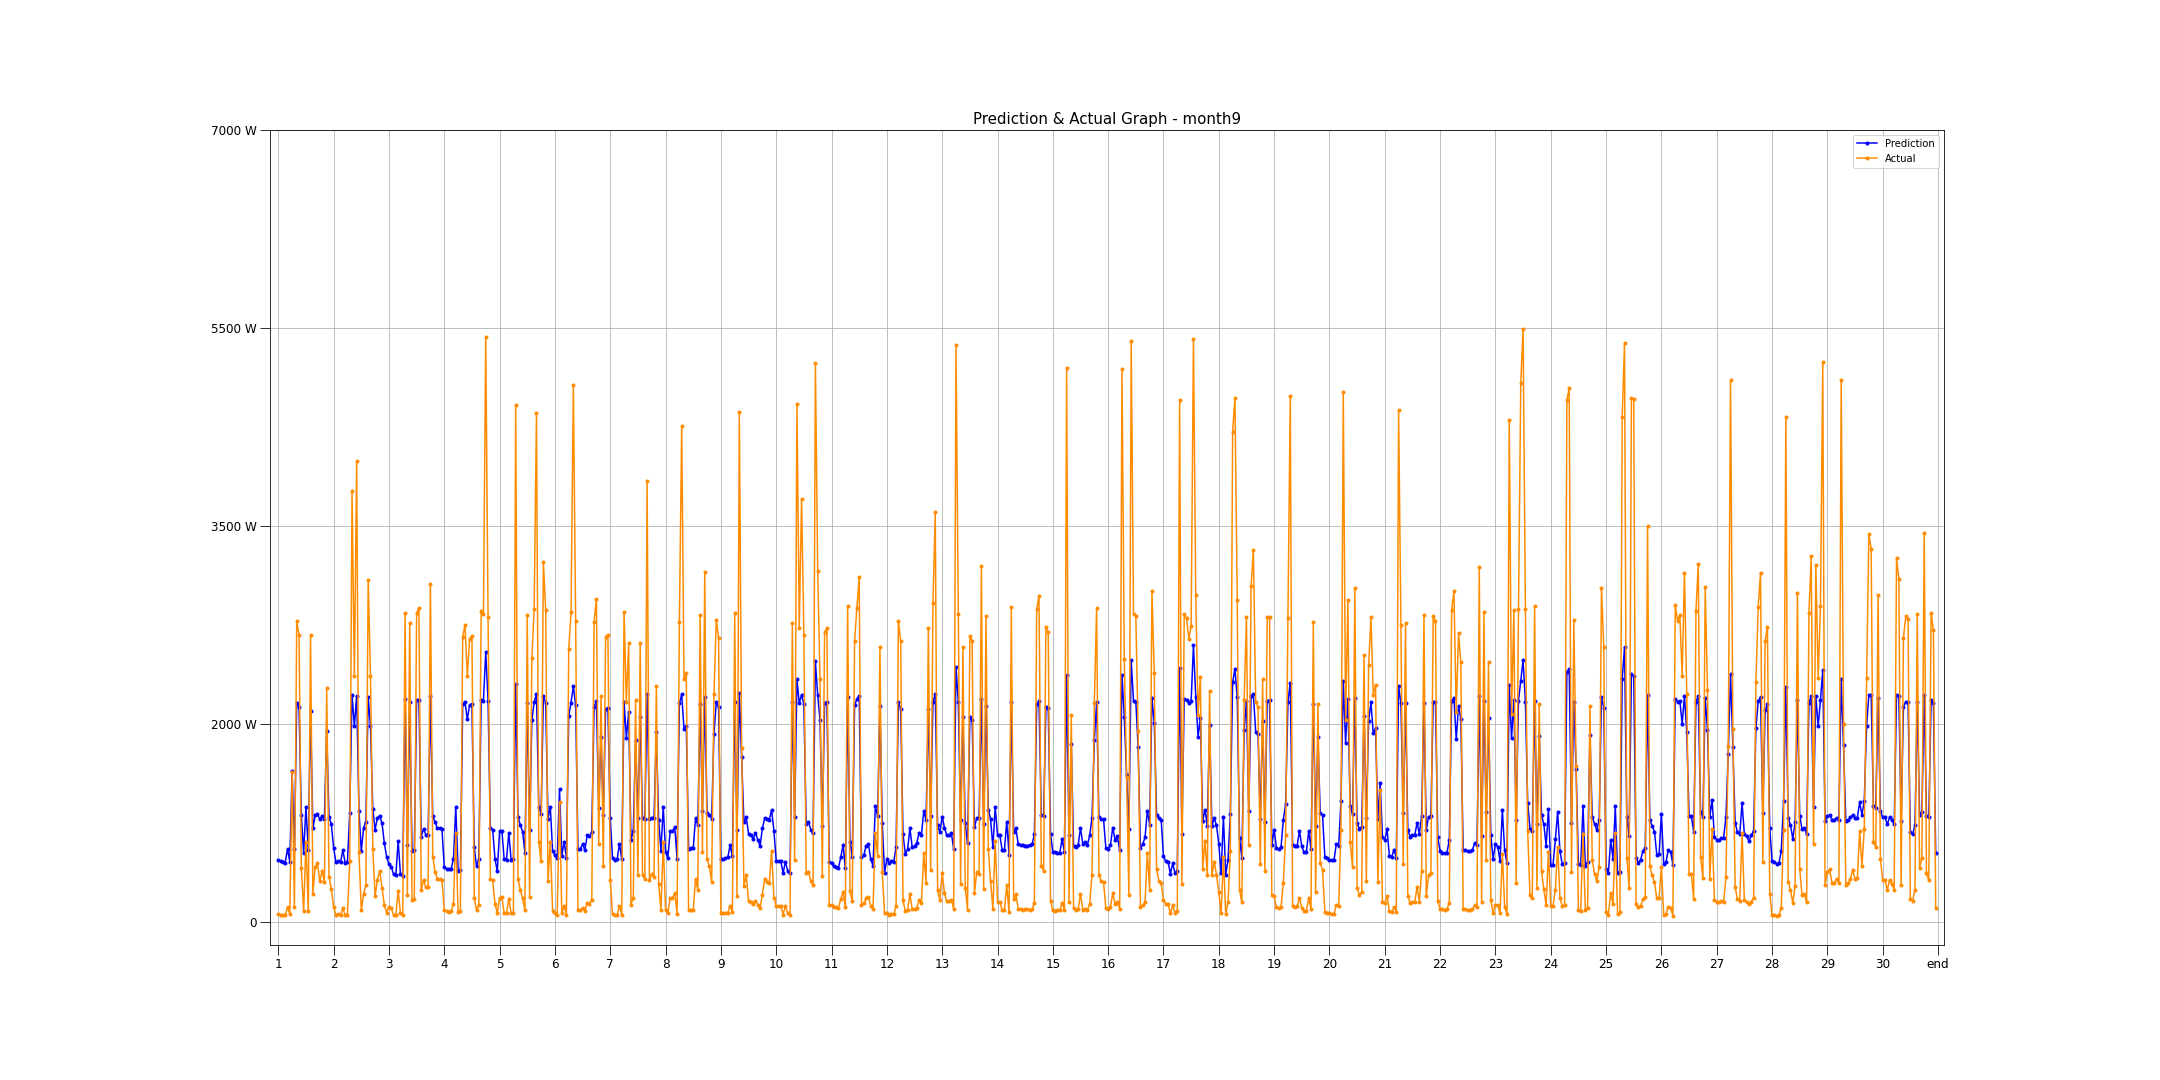 Prediction & Actual Graph - month9
7000 W
5500 W
3500 W
2000 W
0
Prediction
Actual
1 2 3 4 5 6 7 8 9 10 11 12 13 14 15 16 17 18 19 20 21 22 23 24 25 26 27 28 29 30 end